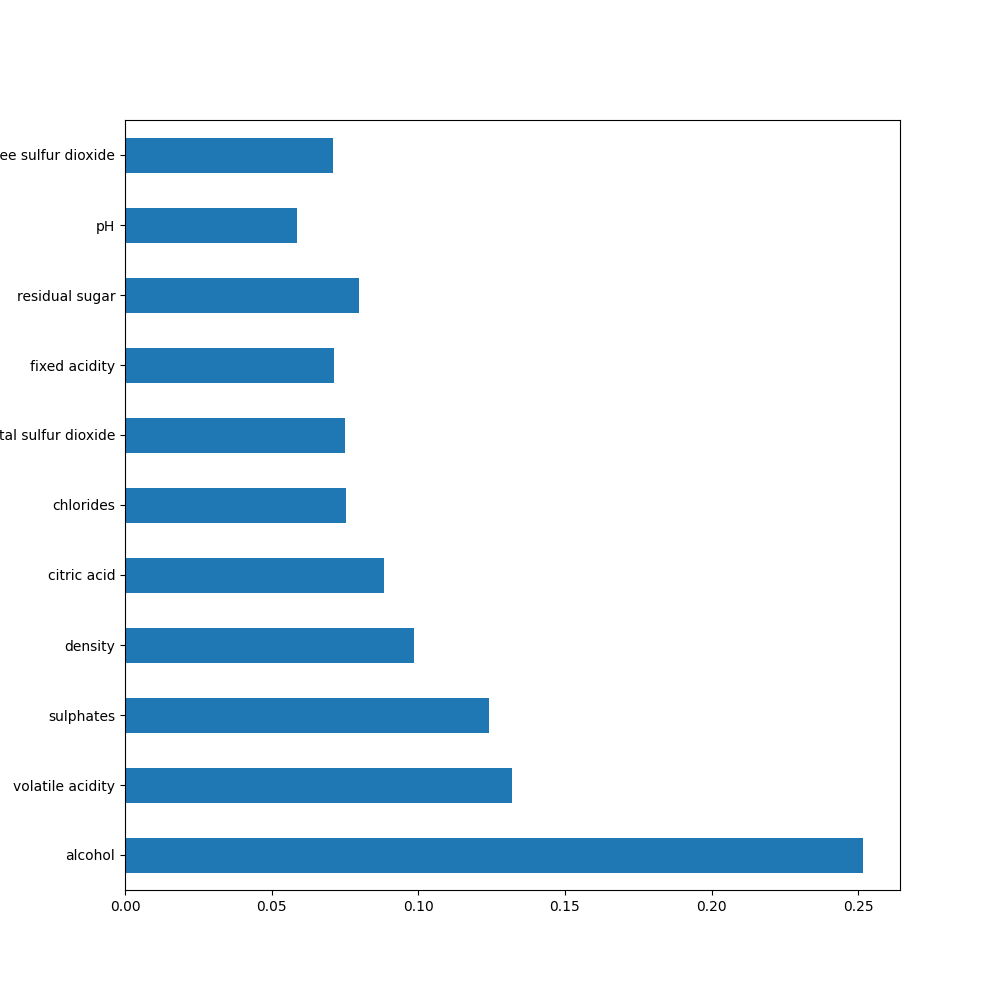 ee sulfur dioxide
pH
residual sugar
fixed acidity
tal sulfur dioxide
chlorides
citric acid
density
sulphates
volatile acidity
alcohol
0.00 0.05 0.10 0.15 0.20 0.25